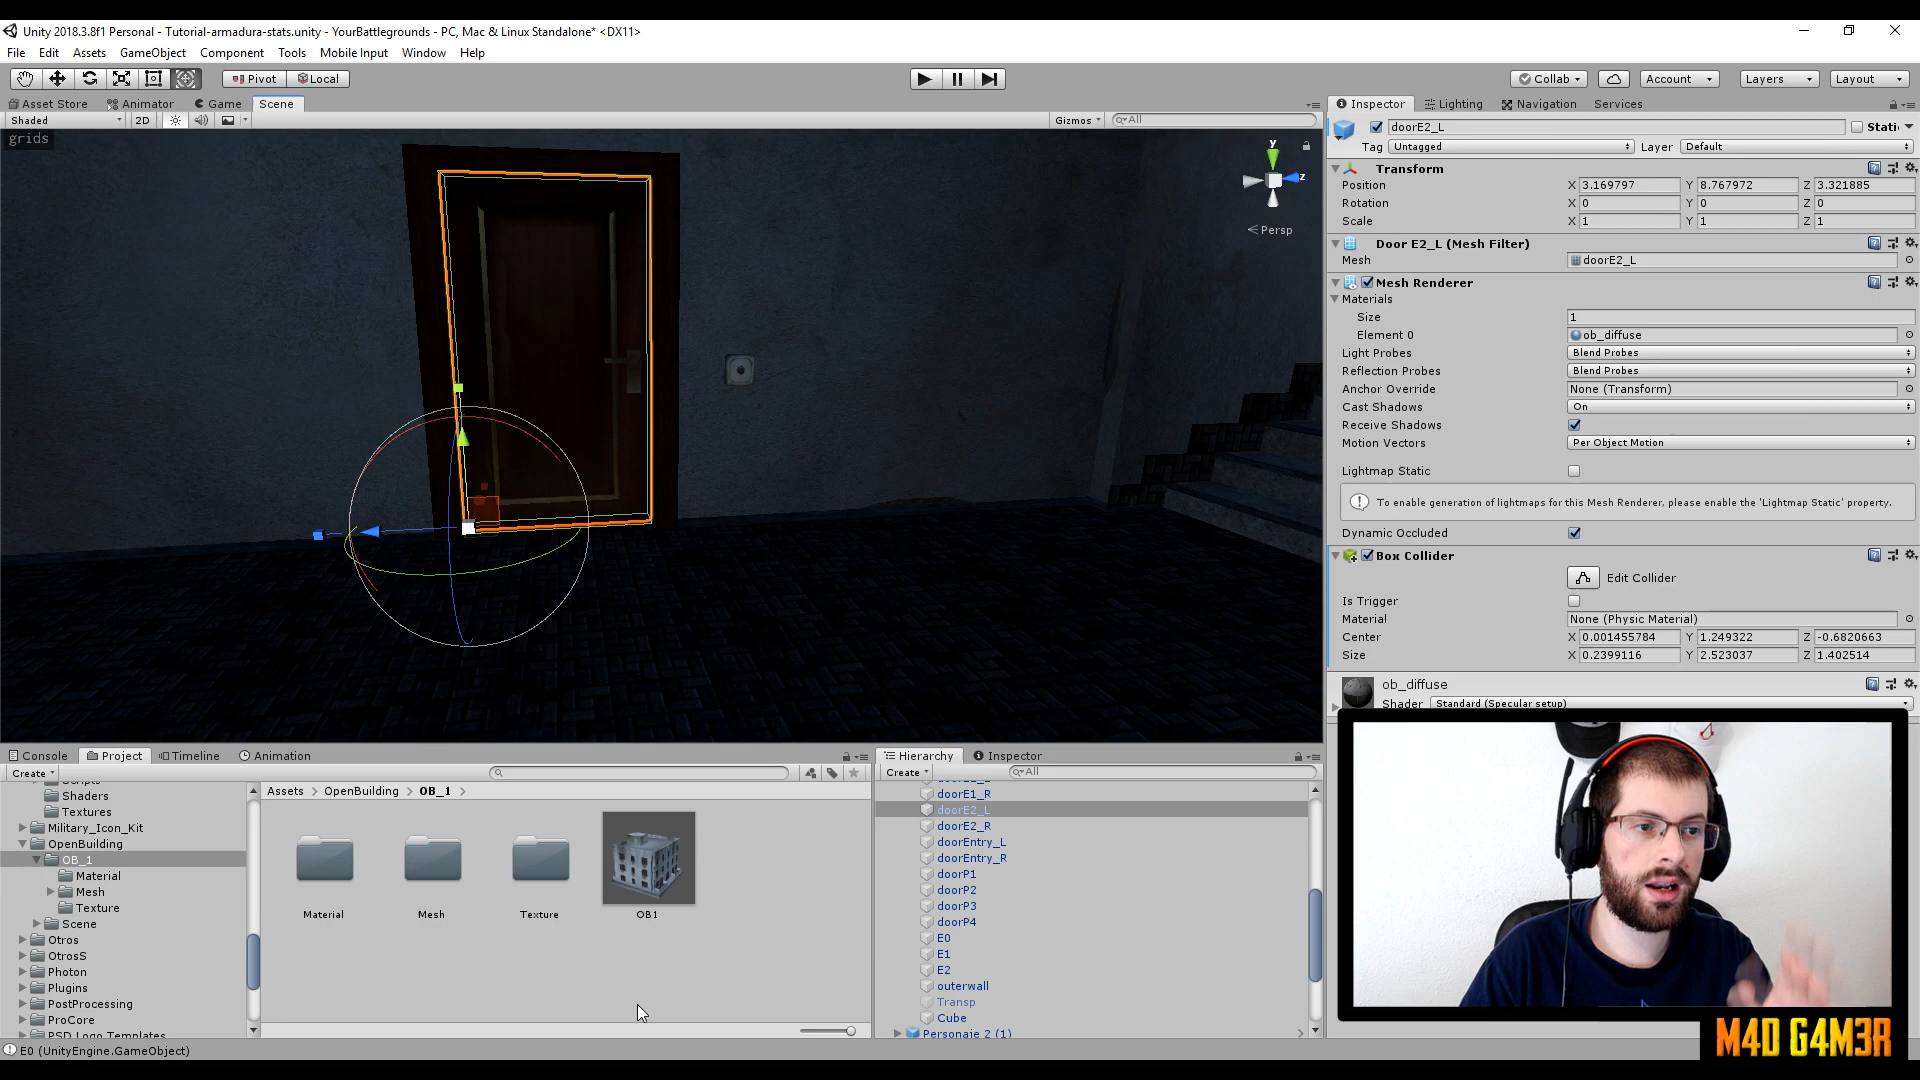 Unity 2018.3.8f1 Personal - Tutorial-armadura-stats.unity - YourBattlegrounds - PC, Mac & Linux Standalone* <DX11>
File Edit Assets GameObject Component Tools Mobile Input Window Help
Pivot Local Collab Account Layers Layout
Asset Store Animator Game Scene
Shaded 2D Gizmos All
grids
y
z
Persp
Inspector Lighting Navigation Services
doorE2_L Stati
Tag Untagged Layer Default
Transform
Position X 3.169797 Y 8.767972 Z 3.321885
Rotation X 0 Y 0 Z 0
Scale X 1 Y 1 Z 1
Door E2_L (Mesh Filter)
Mesh doorE2_L
Mesh Renderer
Materials
Size 1
Element 0 ob_diffuse
Light Probes Blend Probes
Reflection Probes Blend Probes
Anchor Override None (Transform)
Cast Shadows On
Receive Shadows
Motion Vectors Per Object Motion
Lightmap Static
To enable generation of lightmaps for this Mesh Renderer, please enable the 'Lightmap Static' property.
Dynamic Occluded
Box Collider
Edit Collider
Is Trigger
Material None (Physic Material)
Center X 0.001455784 Y 1.249322 Z -0.6820663
Size X 0.2399116 Y 2.523037 Z 1.402514
ob_diffuse
Shader Standard (Specular setup)
Console Project Timeline Animation
Create
Scripts
Shaders
Textures
Military_Icon_Kit
OpenBuilding
OB_1
Material
Mesh
Texture
Scene
Otros
OtrosS
Photon
Plugins
PostProcessing
ProCore
PSD Logo Templates
Assets > OpenBuilding > OB_1 >
Material Mesh Texture OB1
Hierarchy Inspector
Create All
doorE1_R
doorE2_L
doorE2_R
doorEntry_L
doorEntry_R
doorP1
doorP2
doorP3
doorP4
E0
E1
E2
outerwall
Transp
Cube
Personaje 2 (1)
E0 (UnityEngine.GameObject)
M4D G4M3R